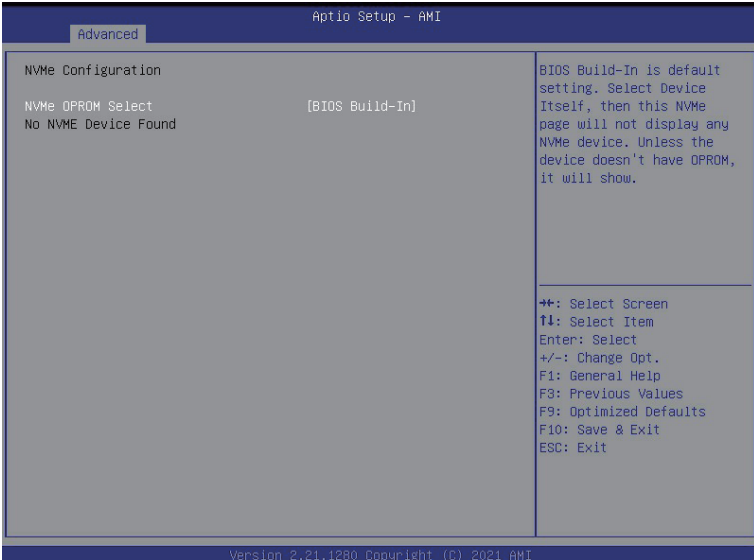 Aptio Setup – AMI
Advanced
NVMe Configuration
NVMe OPROM Select [BIOS Build-In]
No NVME Device Found
BIOS Build-In is default
setting. Select Device
Itself, then this NVMe
page will not display any
NVMe device. Unless the
device doesn't have OPROM,
it will show.
→←: Select Screen
↑↓: Select Item
Enter: Select
+/-: Change Opt.
F1: General Help
F3: Previous Values
F9: Optimized Defaults
F10: Save & Exit
ESC: Exit
Version 2.21.1280 Copyright (C) 2021 AMI